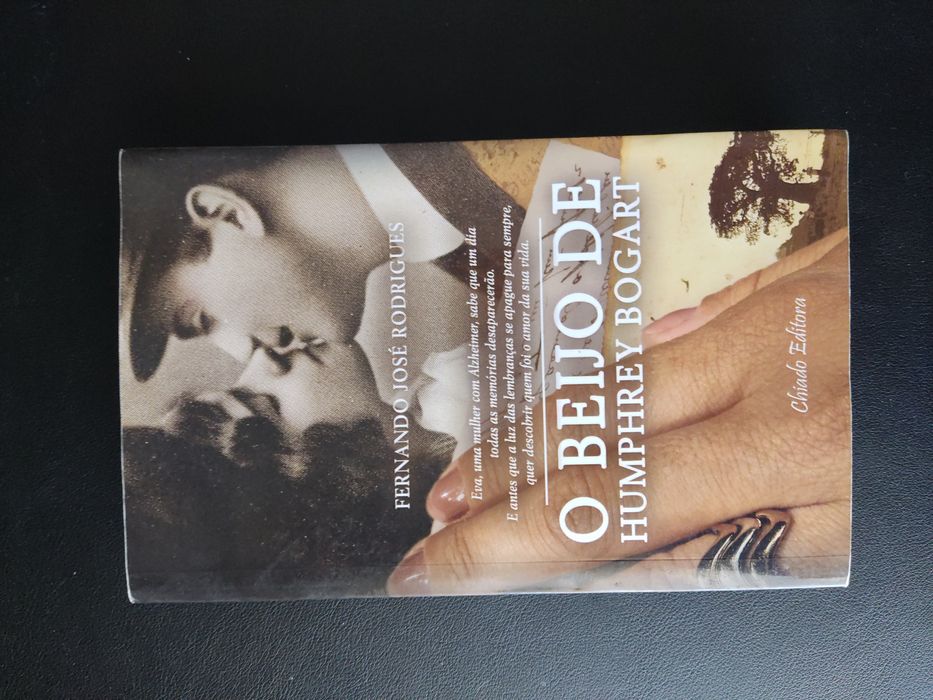 FERNANDO JOSÉ RODRIGUES
Eva, uma mulher com Alzheimer, sabe que um dia
todas as memórias desaparecerão.
E antes que a luz das lembranças se apague para sempre,
quer descobrir quem foi o amor da sua vida.
O BEIJO DE
HUMPHREY BOGART
Chiado Editora